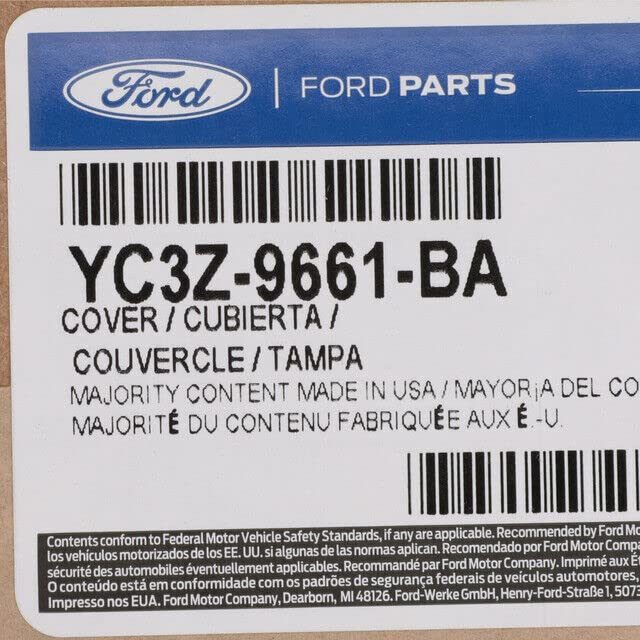 Ford | FORD PARTS
YC3Z-9661-BA
COVER / CUBIERTA /
COUVERCLE / TAMPA
MAJORITY CONTENT MADE IN USA / MAYOR¡A DEL CO
MAJORITÉ DU CONTENU FABRIQUÉE AUX É.-U.
Contents conform to Federal Motor Vehicle Safety Standards, if any are applicable. Recommended by Ford Mo
los vehículos motorizados de los EE. UU. si algunas de las normas aplican. Recomendado por Ford Motor Compa
sécurité des automobiles éventuellement applicables. Recommandé par Ford Motor Company. Imprimé aux Ét
O conteúdo está em conformidade com os padrões de segurança federais de veículos automotores,
Impresso nos EUA. Ford Motor Company, Dearborn, MI 48126. Ford-Werke GmbH, Henry-Ford-Strasse1, 5073